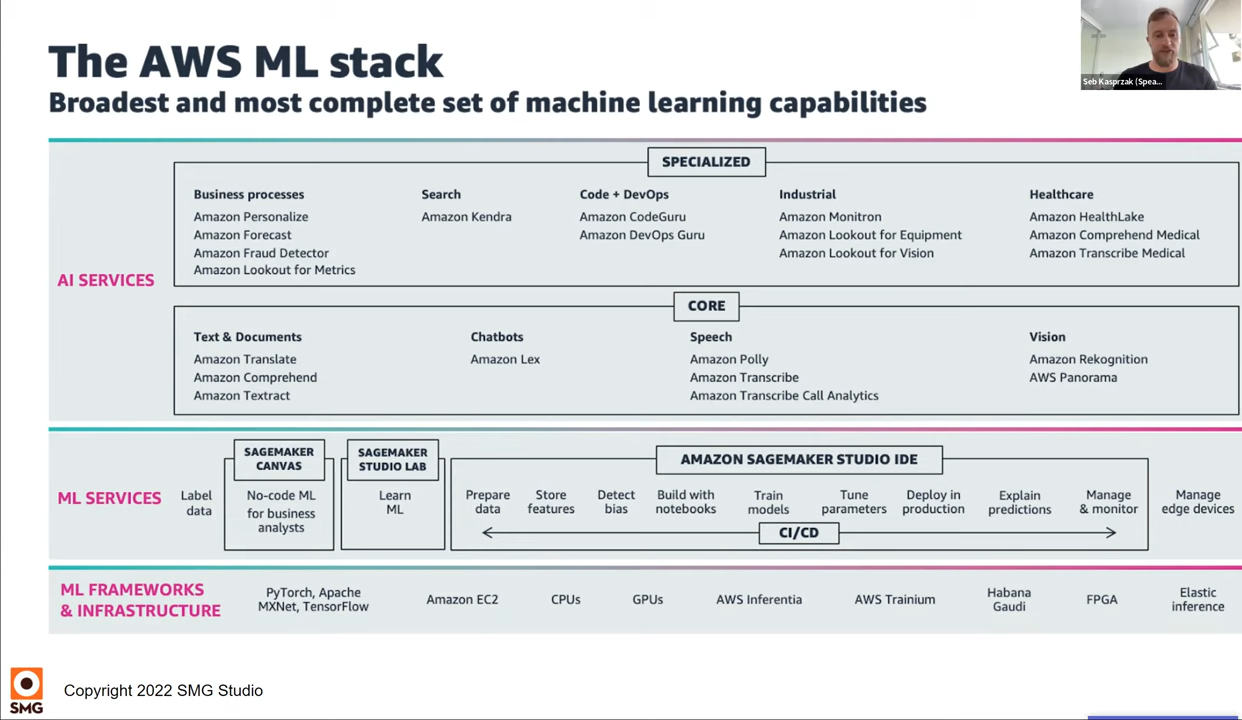 The AWS ML stack
Broadest and most complete set of machine learning capabilities
Seb Kasprzak (Spea...
AI SERVICES
SPECIALIZED
Business processes
Amazon Personalize
Amazon Forecast
Amazon Fraud Detector
Amazon Lookout for Metrics
Search
Amazon Kendra
Code + DevOps
Amazon CodeGuru
Amazon DevOps Guru
Industrial
Amazon Monitron
Amazon Lookout for Equipment
Amazon Lookout for Vision
Healthcare
Amazon HealthLake
Amazon Comprehend Medical
Amazon Transcribe Medical
CORE
Text & Documents
Amazon Translate
Amazon Comprehend
Amazon Textract
Chatbots
Amazon Lex
Speech
Amazon Polly
Amazon Transcribe
Amazon Transcribe Call Analytics
Vision
Amazon Rekognition
AWS Panorama
ML SERVICES
Label
data
SAGEMAKER
CANVAS
No-code ML
for business
analysts
SAGEMAKER
STUDIO LAB
Learn
ML
AMAZON SAGEMAKER STUDIO IDE
Prepare
data
Store
features
Detect
bias
Build with
notebooks
Train
models
Tune
parameters
Deploy in
production
Explain
predictions
Manage
& monitor
CI/CD
Manage
edge devices
ML FRAMEWORKS
& INFRASTRUCTURE
PyTorch, Apache
MXNet, TensorFlow
Amazon EC2
CPUs
GPUs
AWS Inferentia
AWS Trainium
Habana
Gaudi
FPGA
Elastic
inference
SMG
Copyright 2022 SMG Studio